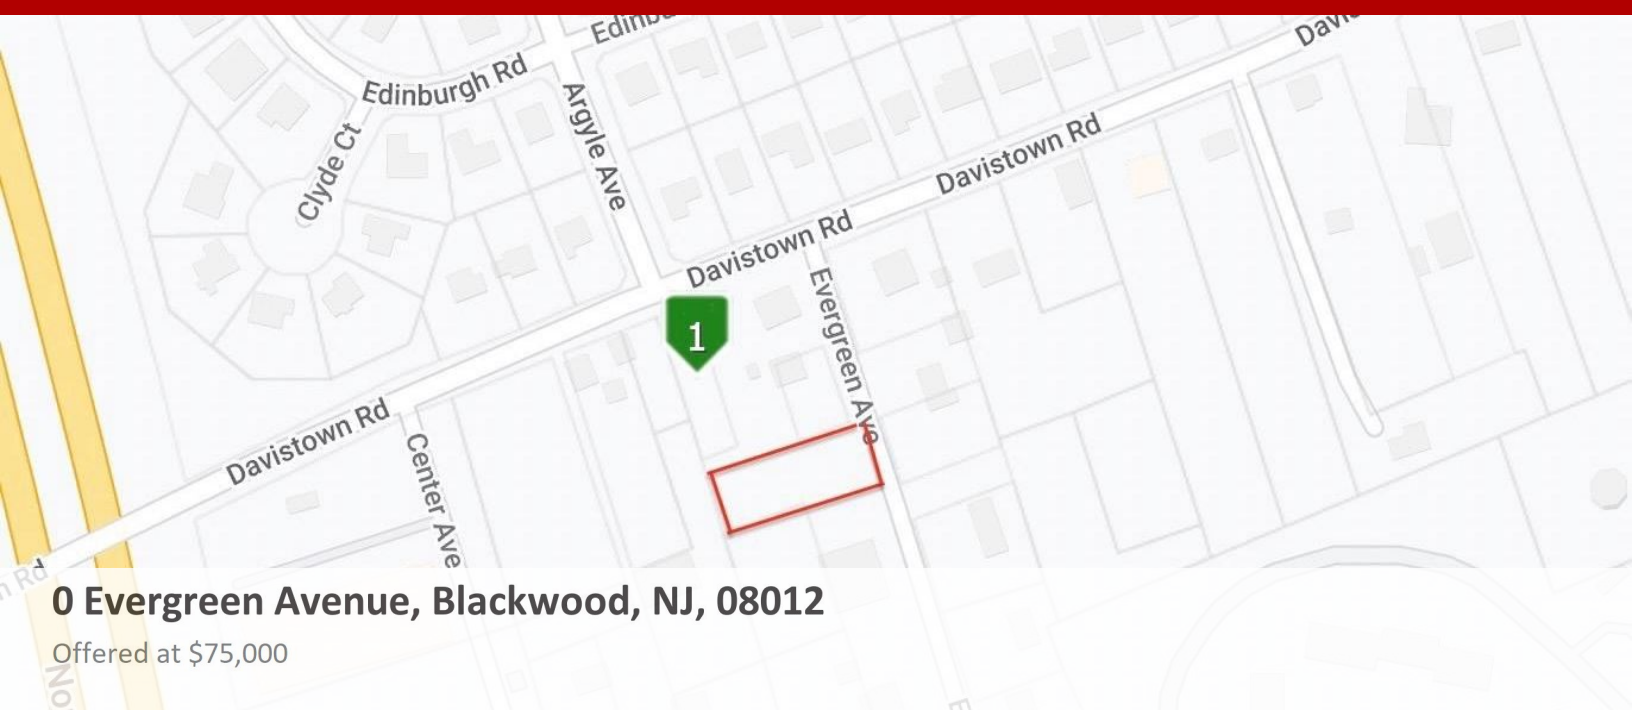 Edinburgh Rd
Clyde Ct
Argyle Ave
Davistown Rd
Davistown Rd
1
Evergreen Ave
Davistown Rd
Center Ave
Rd
0 Evergreen Avenue, Blackwood, NJ, 08012
Offered at $75,000